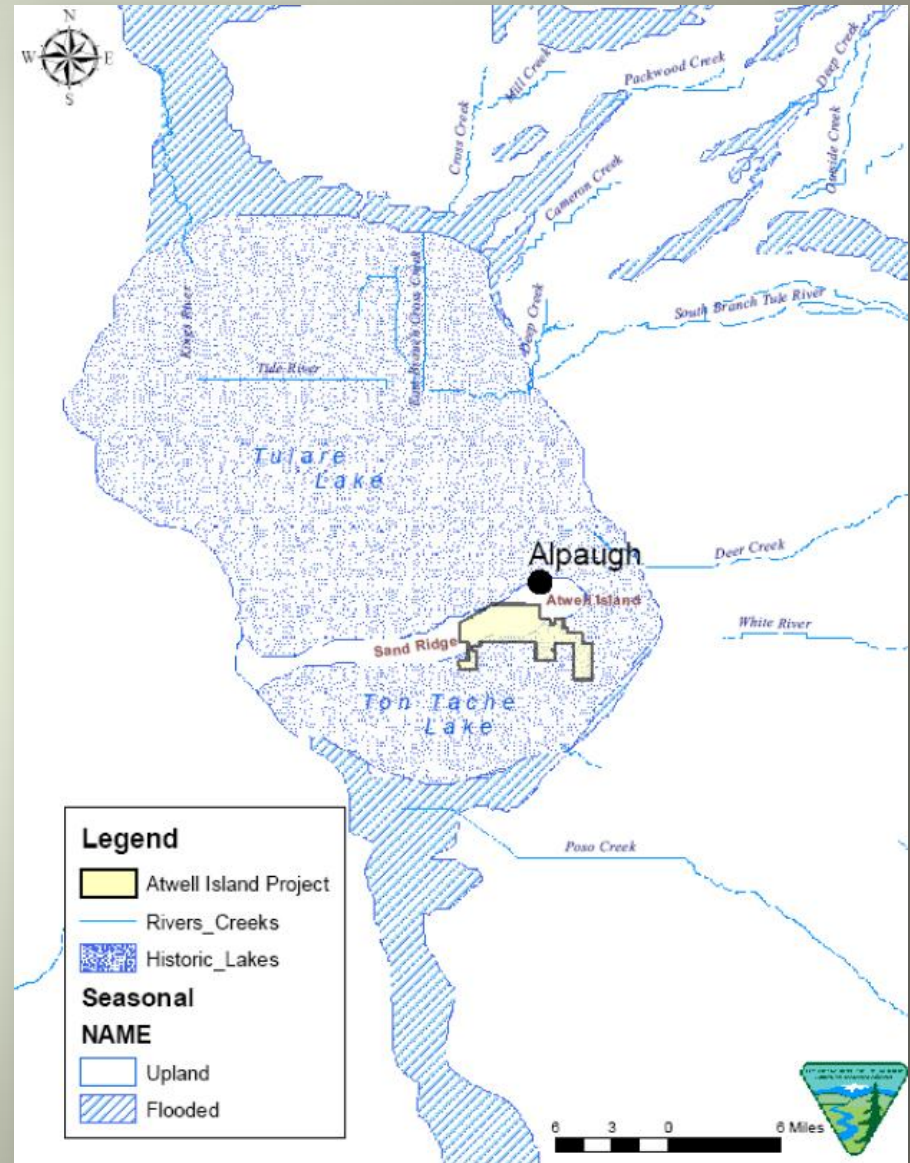 N
W E
S
Mill Creek
Packwood Creek
Deep Creek
Cross Creek
Outside Creek
Cameron Creek
East Branch Cross Creek
Deep Creek
South Branch Tule River
Kings River
Tule River
Tulare
Lake
Alpaugh
Deer Creek
Atwell Island
White River
Sand Ridge
Ton Tache
Lake
Poso Creek
Legend
Atwell Island Project
Rivers_Creeks
Historic_Lakes
Seasonal
NAME
Upland
Flooded
6 3 0 6 Miles